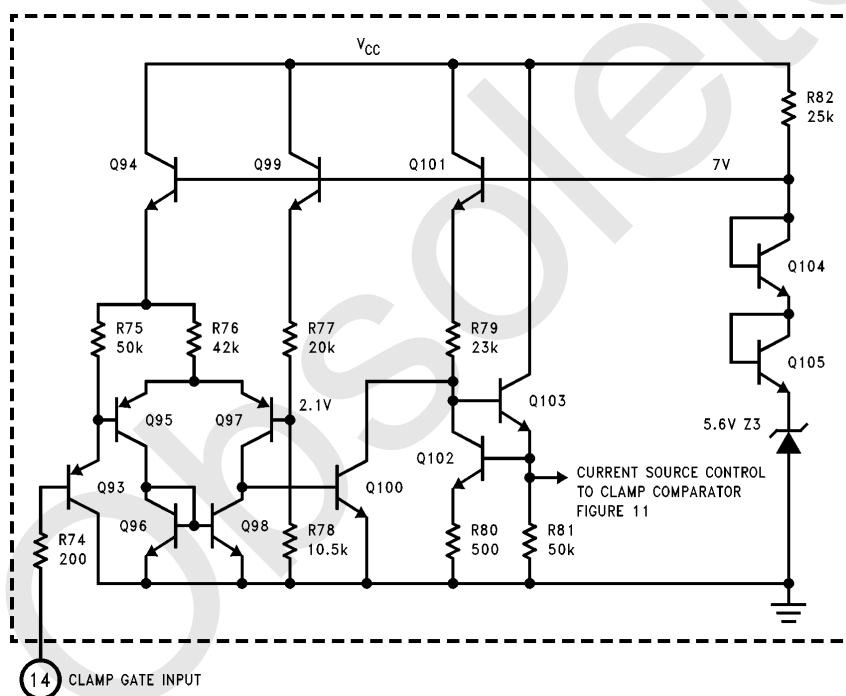 V_CC
R82
25k
Q94
Q99
Q101
7V
Q104
R75
50k
R76
42k
R77
20k
R79
23k
Q105
Q95
Q97
2.1V
Q103
5.6V Z3
Q102
Q93
Q100
CURRENT SOURCE CONTROL
TO CLAMP COMPARATOR
FIGURE 11
Q96
Q98
R74
200
R78
10.5k
R80
500
R81
50k
14 CLAMP GATE INPUT
Obsolete